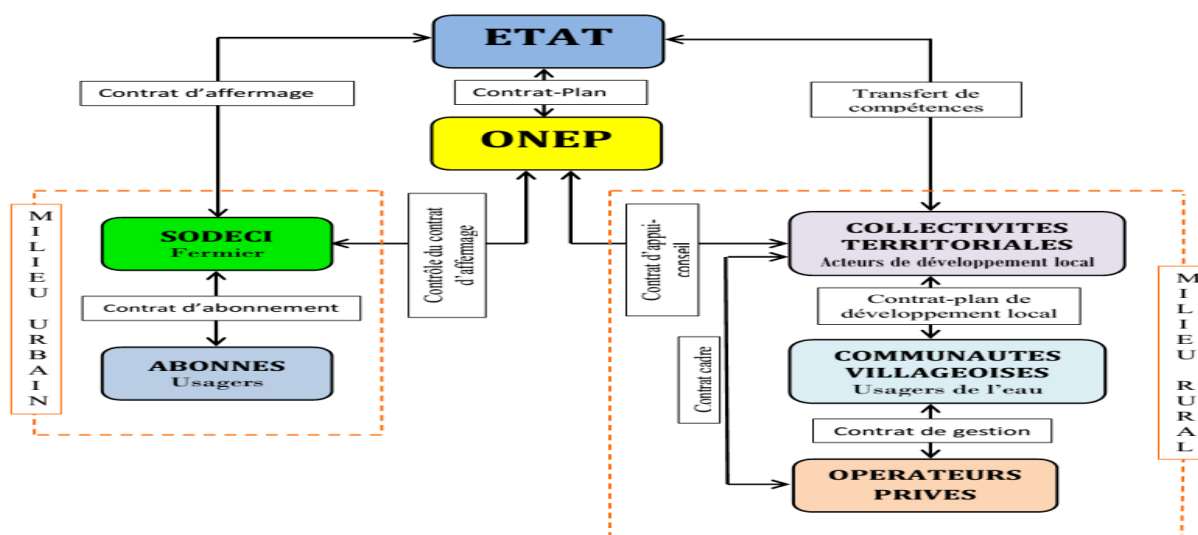 ETAT
Contrat d'affermage
Contrat-Plan
Transfert de
compétences
ONEP
MILIEU URBAIN
SODECI
Fermier
Contrôle du contrat
d'affermage
Contrat d'appui-
conseil
COLLECTIVITES
TERRITORIALES
Acteurs de développement local
MILIEU RURAL
Contrat d'abonnement
Contrat-plan de
développement local
ABONNES
Usagers
Contrat cadre
COMMUNAUTES
VILLAGEOISES
Usagers de l'eau
Contrat de gestion
OPERATEURS
PRIVES